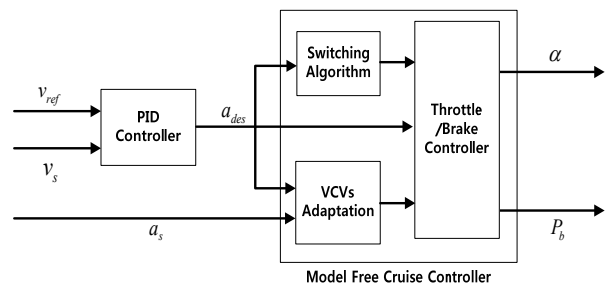 Switching
Algorithm
α
v_ref
PID
Controller
a_des
Throttle
/Brake
Controller
v_s
VCVs
Adaptation
a_s
P_b
Model Free Cruise Controller